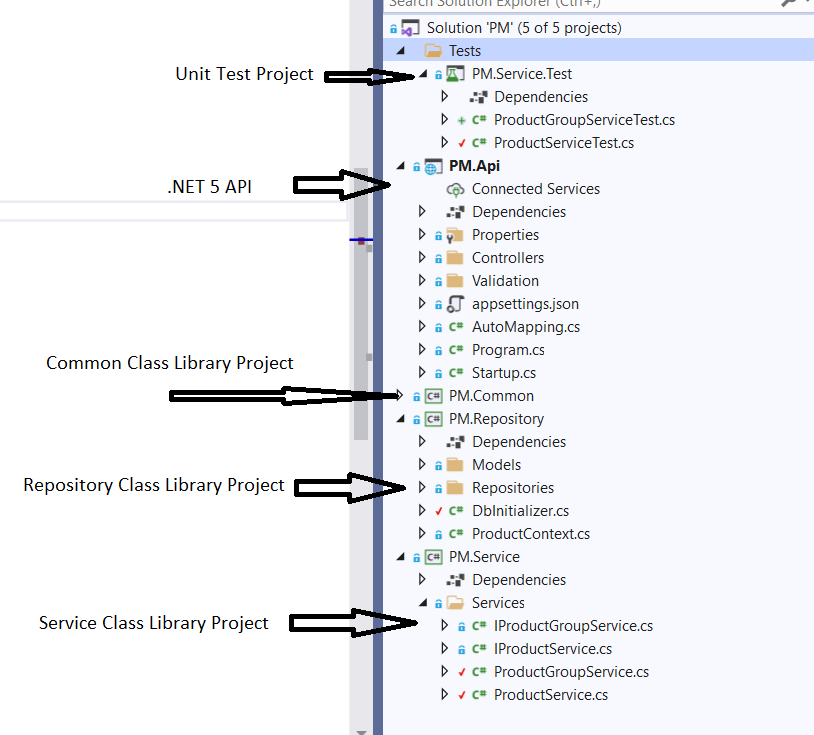 Search Solution Explorer (Ctrl+;)
Solution 'PM' (5 of 5 projects)
Tests
Unit Test Project
PM.Service.Test
Dependencies
C# ProductGroupServiceTest.cs
C# ProductServiceTest.cs
PM.Api
.NET 5 API
Connected Services
Dependencies
Properties
Controllers
Validation
appsettings.json
C# AutoMapping.cs
C# Program.cs
Common Class Library Project
C# Startup.cs
C# PM.Common
C# PM.Repository
Dependencies
Models
Repository Class Library Project
Repositories
C# DbInitializer.cs
C# ProductContext.cs
C# PM.Service
Dependencies
Services
Service Class Library Project
C# IProductGroupService.cs
C# IProductService.cs
C# ProductGroupService.cs
C# ProductService.cs